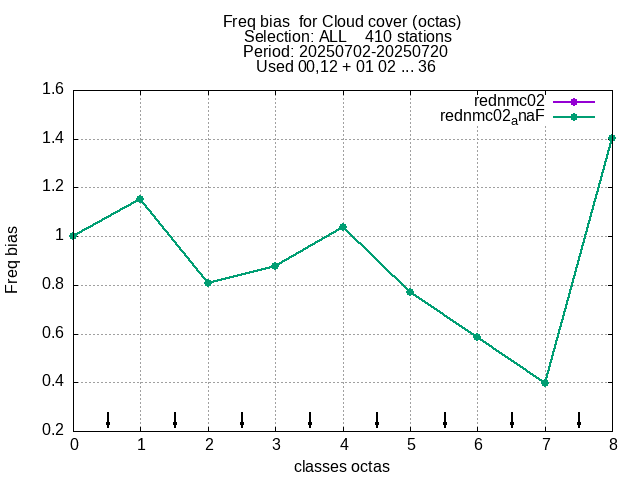 Freq bias  for Cloud cover (octas)
Selection: ALL    410 stations
Period: 20250702-20250720
Used 00,12 + 01 02 ... 36
rednmc02
rednmc02anaF
1.6
1.4
1.2
1
0.8
0.6
0.4
0.2
Freq bias
0 1 2 3 4 5 6 7 8
classes octas